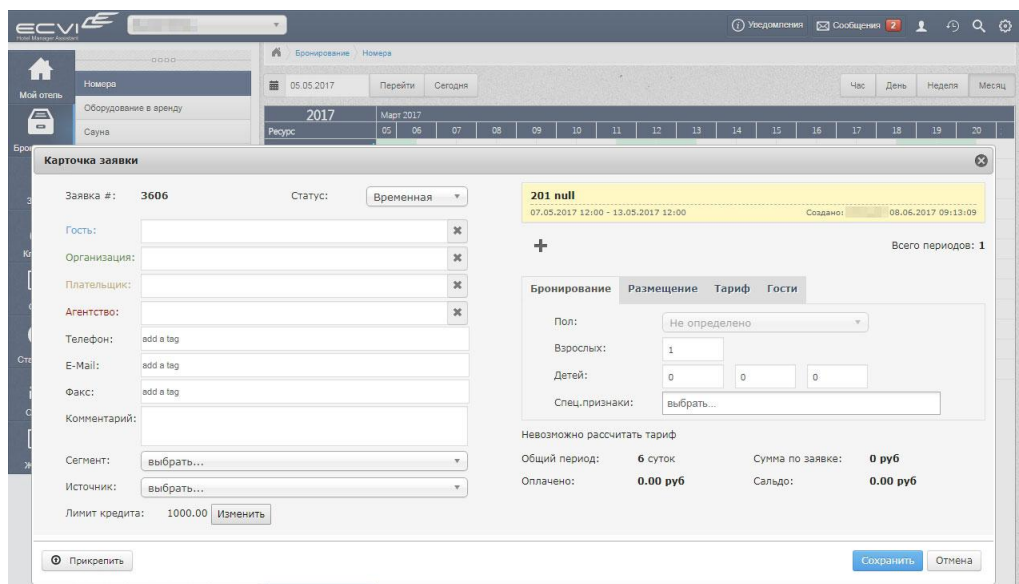 ECVI
Hotel Manager Assistant
Уведомления Сообщения 2
Мой отель
Номера
Оборудование в аренду
Сауна
Бронирование Номера
05.05.2017 Перейти Сегодня Час День Неделя Месяц
2017 Март 2017
Ресурс 05 06 07 08 09 10 11 12 13 14 15 16 17 18 19 20
Карточка заявки
Заявка #: 3606 Статус: Временная
Гость:
Организация:
Плательщик:
Агентство:
Телефон: add a tag
E-Mail: add a tag
Факс: add a tag
Комментарий:
Сегмент: выбрать...
Источник: выбрать...
Лимит кредита: 1000.00 Изменить
201 null
07.05.2017 12:00 - 13.05.2017 12:00 Создано: 08.06.2017 09:13:09
Всего периодов: 1
Бронирование Размещение Тариф Гости
Пол: Не определено
Взрослых: 1
Детей: 0 0 0
Спец.признаки: выбрать...
Невозможно рассчитать тариф
Общий период: 6 суток Сумма по заявке: 0 руб
Оплачено: 0.00 руб Сальдо: 0.00 руб
Прикрепить Сохранить Отмена